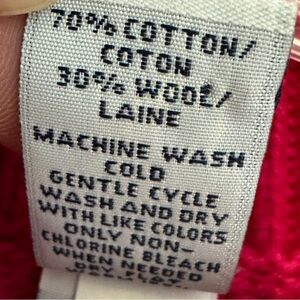 70% COTTON/
COTON
30% WOOL/
LAINE
MACHINE WASH
COLD
GENTLE CYCLE
WASH AND DRY
WITH LIKE COLORS
ONLY NON-
CHLORINE BLEACH
WHEN NEEDED